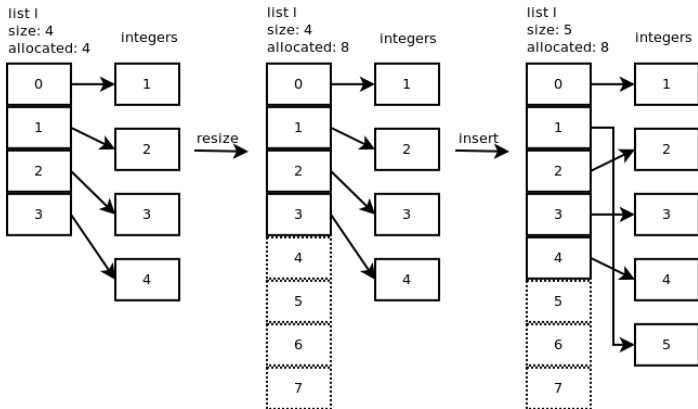 list l
size: 4
allocated: 4
integers
0
1
1
2
2
3
3
4
resize
list l
size: 4
allocated: 8
integers
0
1
1
2
2
3
3
4
4
5
6
7
insert
list l
size: 5
allocated: 8
integers
0
1
1
2
2
3
3
4
4
5
5
6
7